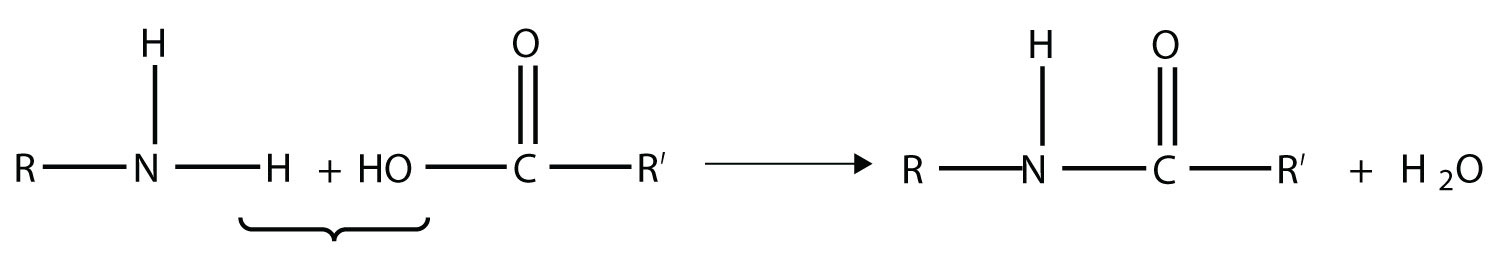 H O H O
R N H + HO C R′ R N C R′ + H₂O